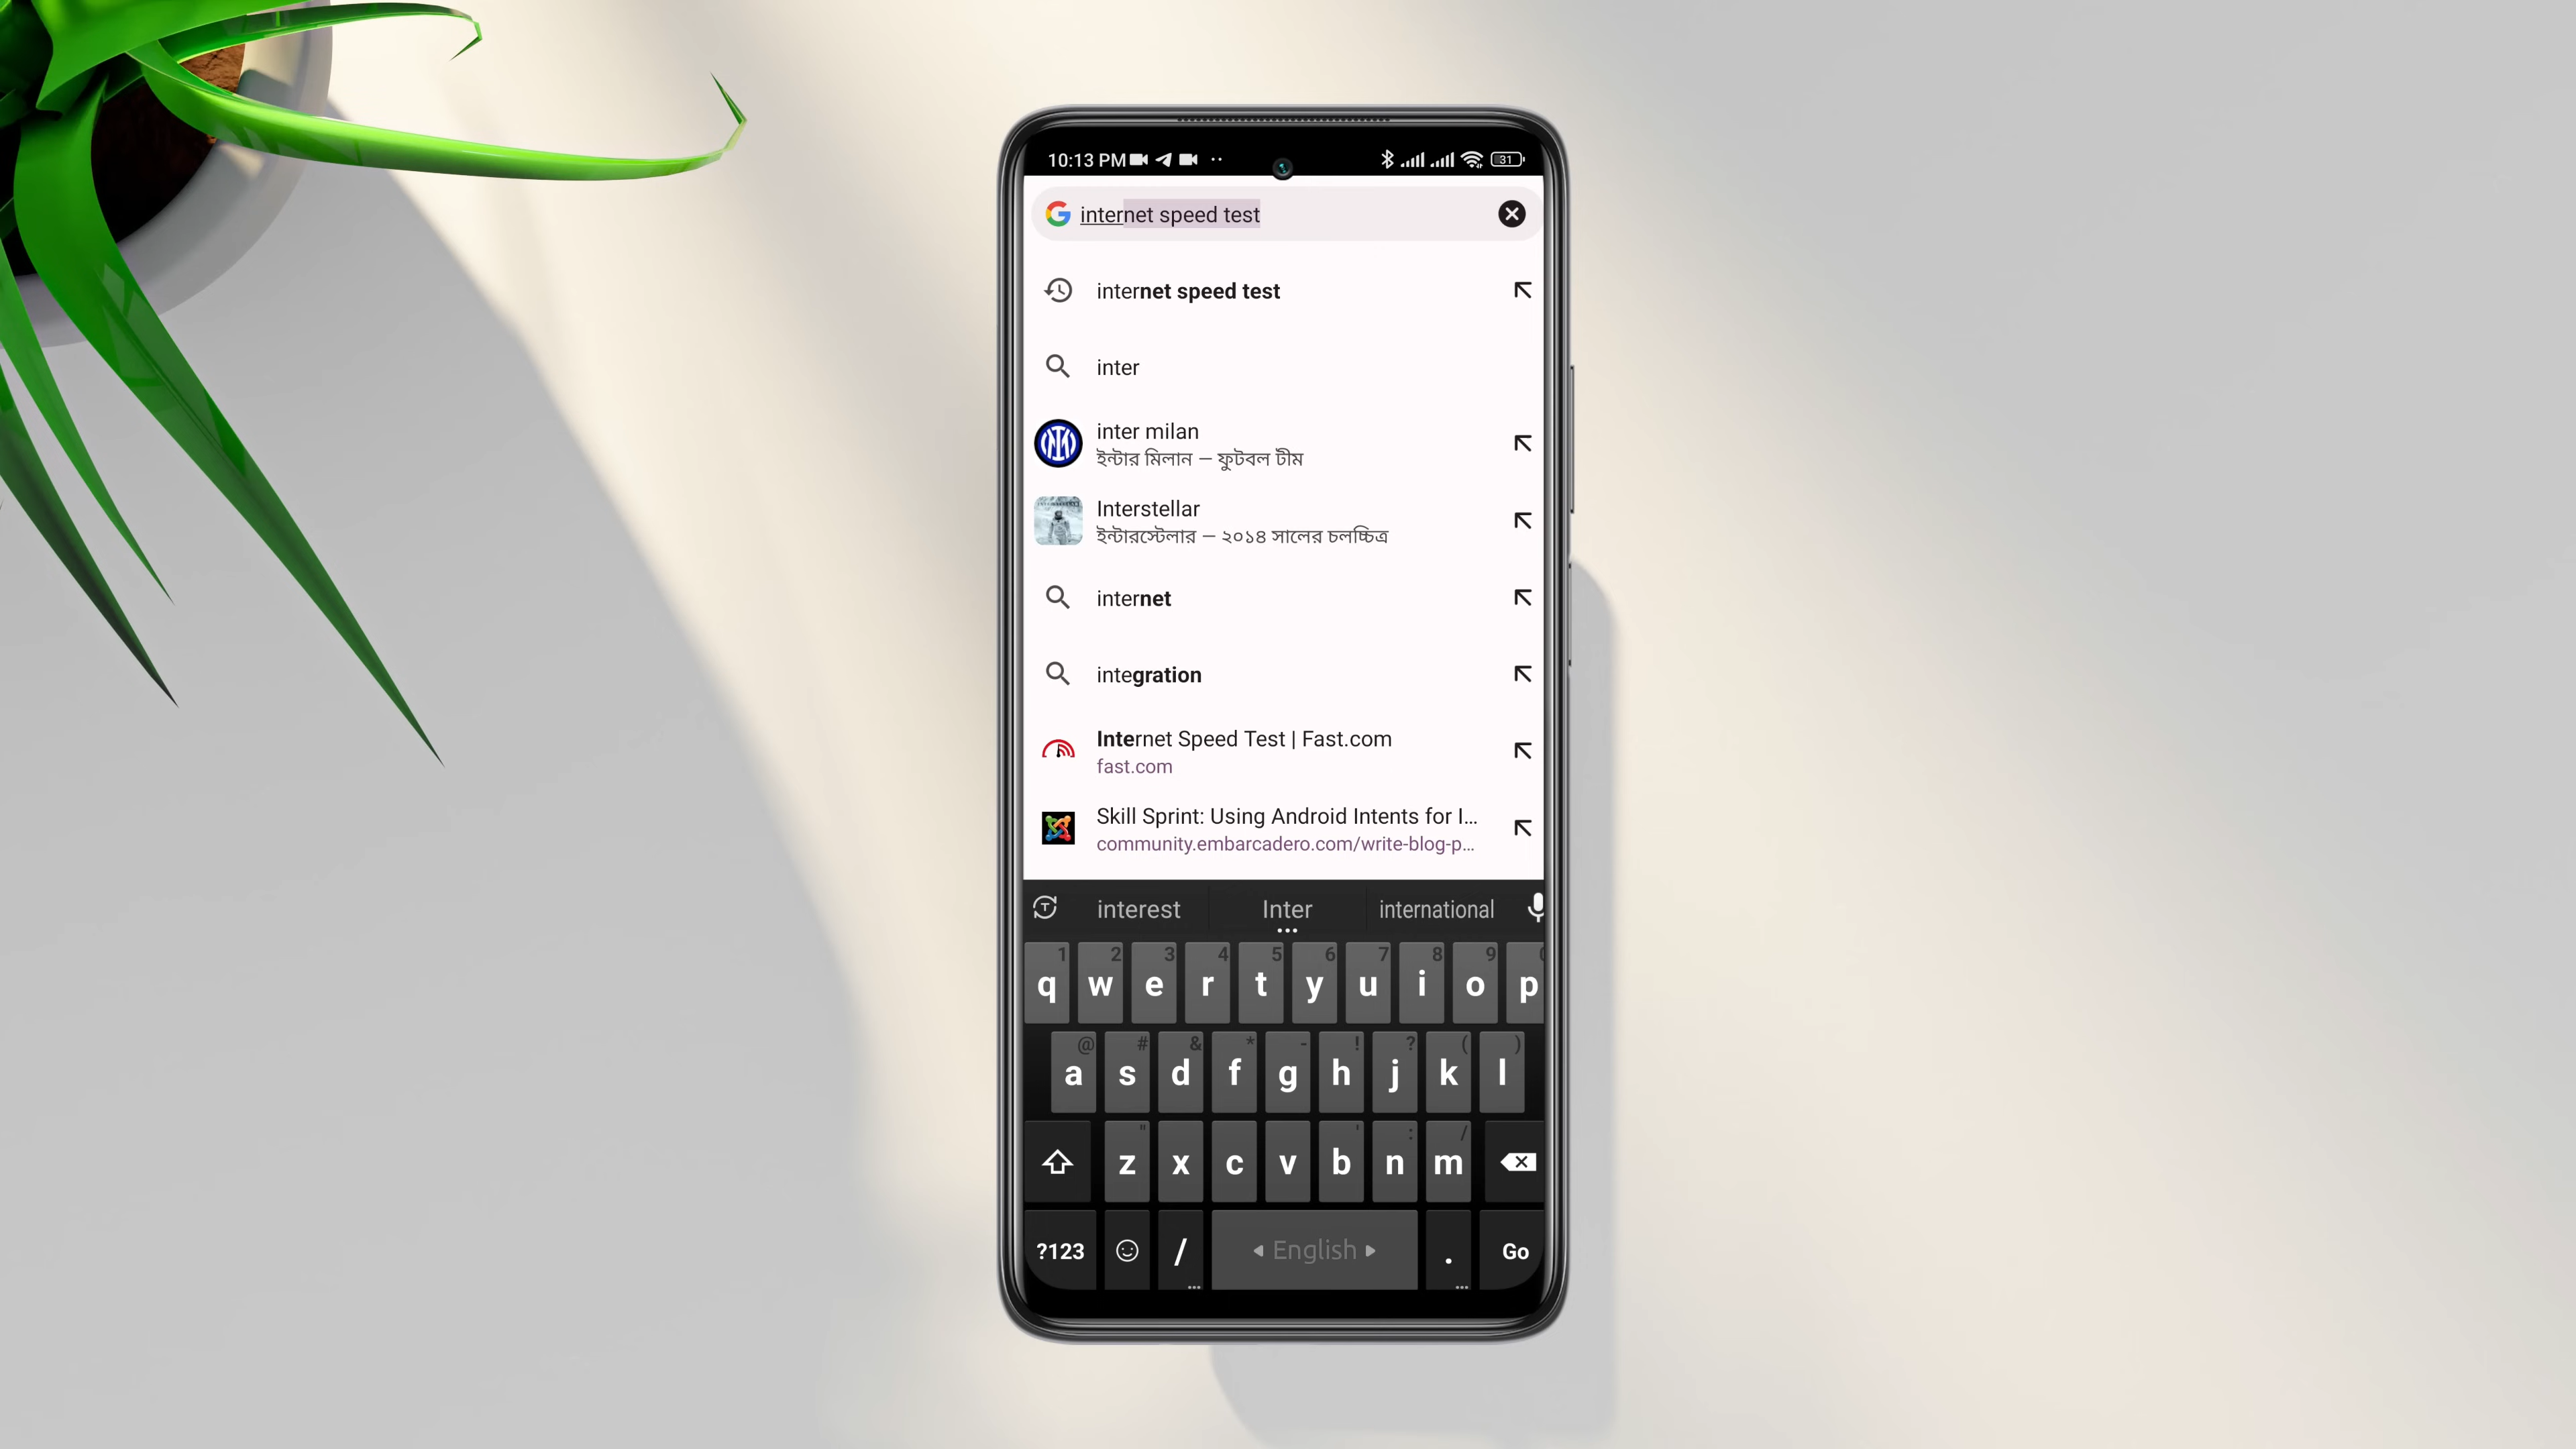 10:13 PM
31
internet speed test
internet speed test
inter
inter milan
ইন্টার মিলান — ফুটবল টীম
Interstellar
ইন্টারস্টেলার — ২০১৪ সালের চলচ্চিত্র
internet
integration
Internet Speed Test | Fast.com
fast.com
Skill Sprint: Using Android Intents for I...
community.embarcadero.com/write-blog-p...
interest Inter international
1 2 3 4 5 6 7 8 9
q w e r t y u i o p
@ # & * - ! ? ( )
a s d f g h j k l
" ' : /
z x c v b n m
?123 / English . Go